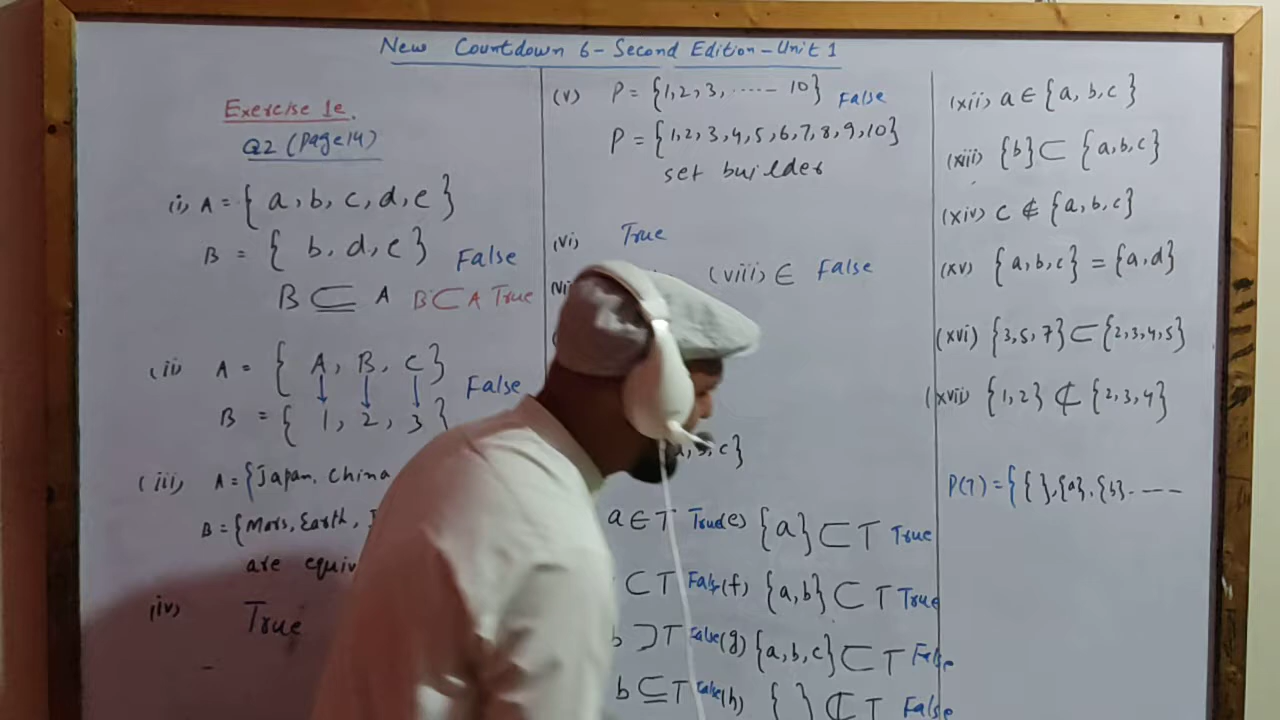 New Countdown 6 - Second Edition - Unit 1
Exercise 1e.
Q2 (Page 14)
(i) A = { a, b, c, d, e }
B = { b, d, e } False
B ⊆ A B ⊂ A True
(ii) A = { A, B, C }
B = { 1, 2, 3 } False
(iii) A = {Japan, China
B = {Mars, Earth,
are equiv
(iv) True
(v) P = {1, 2, 3, ..... 10} False
P = {1, 2, 3, 4, 5, 6, 7, 8, 9, 10}
set builder
(vi) True
(viii) ∈ False
, c}
a ∈ T True (e) {a} ⊂ T True
⊂ T False (f) {a, b} ⊂ T True
b ⊃ T False (g) {a, b, c} ⊂ T False
b ⊆ T False (h) { } ⊄ T False
(xii) a ∈ {a, b, c}
(xiii) {b} ⊂ {a, b, c}
(xiv) c ∉ {a, b, c}
(xv) {a, b, c} = {a, d}
(xvi) {3, 5, 7} ⊂ {2, 3, 4, 5}
(xvii) {1, 2} ⊄ {2, 3, 4}
P(T) = { { }, {a}, {b}. ---